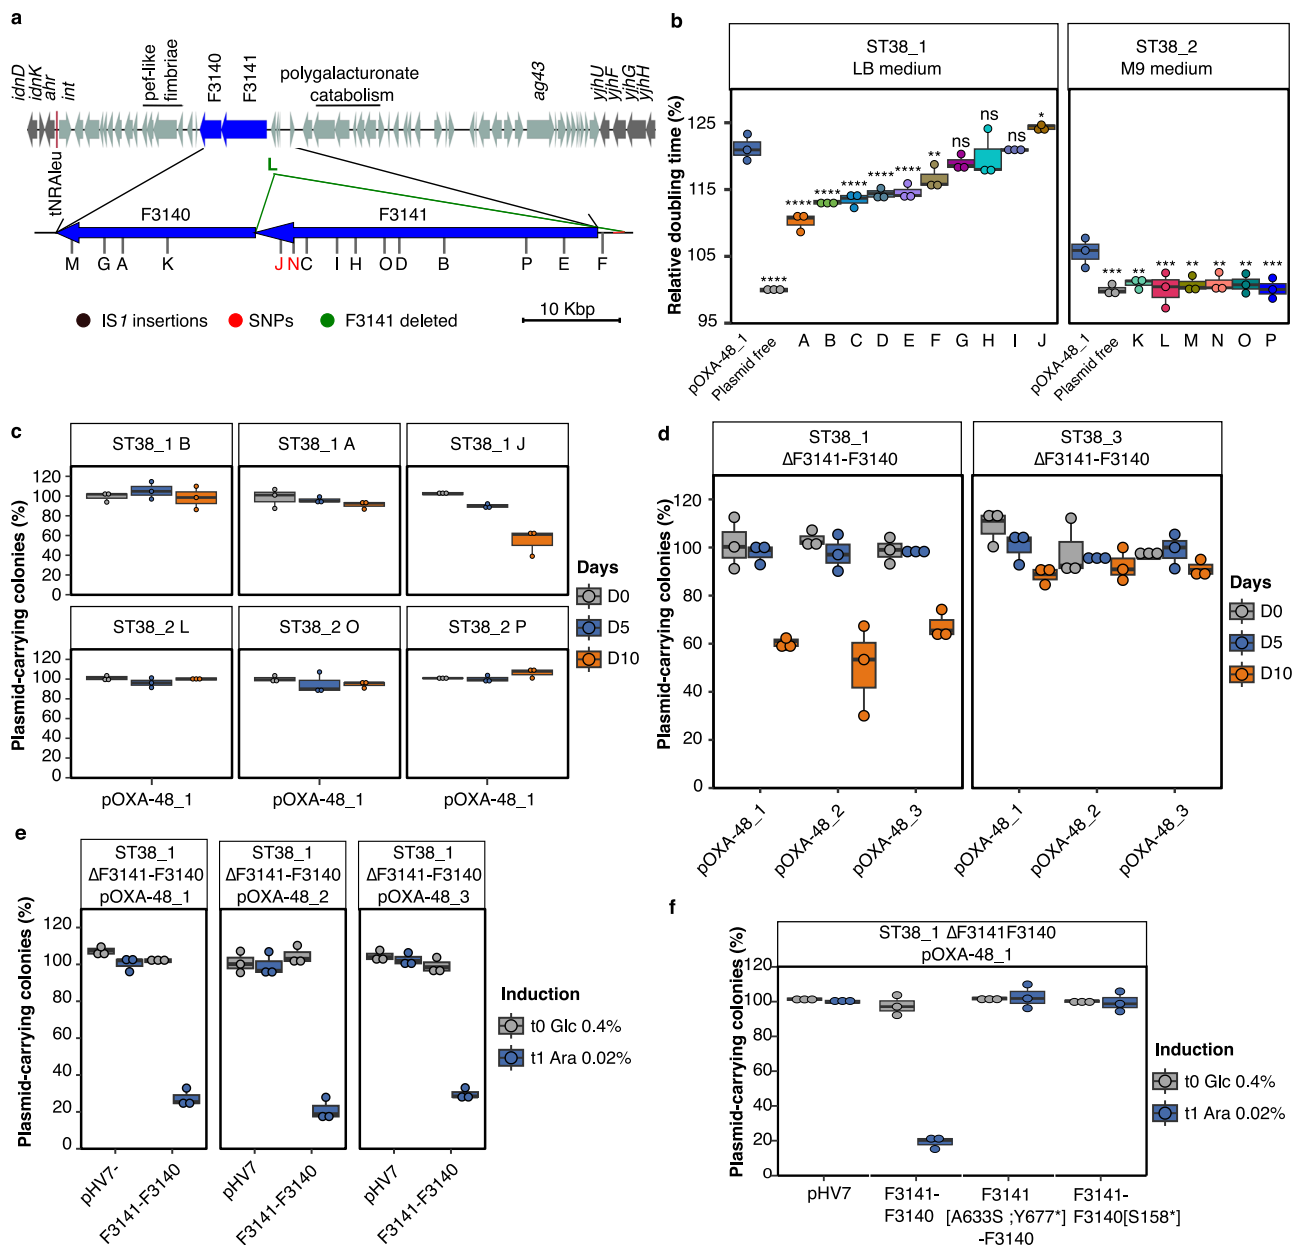 a
idnD
idnK
ahr
int
pef-like
fimbriae
F3140
F3141
polygalacturonate
catabolism
ag43
yjhU
yjhF
yjhG
yjhH
tNRAleu
L
F3140
F3141
M G A K J N C I H O D B P E F
IS1 insertions
SNPs
F3141 deleted
10 Kbp
b
ST38_1
LB medium
ST38_2
M9 medium
Relative doubling time (%)
125
115
105
95
**** **** **** **** **** **** ** ns ns ns *
*** ** *** ** ** ** ***
pOXA-48_1
Plasmid free
A B C D E F G H I J
pOXA-48_1
Plasmid free
K L M N O P
c
ST38_1 B
ST38_1 A
ST38_1 J
Plasmid-carrying colonies (%)
120
100
80
60
40
20
0
ST38_2 L
ST38_2 O
ST38_2 P
120
100
80
60
40
20
0
pOXA-48_1
pOXA-48_1
pOXA-48_1
Days
D0
D5
D10
d
ST38_1
ΔF3141-F3140
ST38_3
ΔF3141-F3140
Plasmid-carrying colonies (%)
120
100
80
60
40
20
0
pOXA-48_1
pOXA-48_2
pOXA-48_3
pOXA-48_1
pOXA-48_2
pOXA-48_3
Days
D0
D5
D10
e
ST38_1
ΔF3141-F3140
pOXA-48_1
ST38_1
ΔF3141-F3140
pOXA-48_2
ST38_1
ΔF3141-F3140
pOXA-48_3
Plasmid-carrying colonies (%)
120
100
80
60
40
20
0
pHV7-
F3141-F3140
pHV7
F3141-F3140
pHV7
F3141-F3140
Induction
t0 Glc 0.4%
t1 Ara 0.02%
f
ST38_1 ΔF3141F3140
pOXA-48_1
Plasmid-carrying colonies (%)
120
100
80
60
40
20
0
pHV7
F3141-
F3140
F3141
[A633S ;Y677*]
-F3140
F3141-
F3140[S158*]
Induction
t0 Glc 0.4%
t1 Ara 0.02%